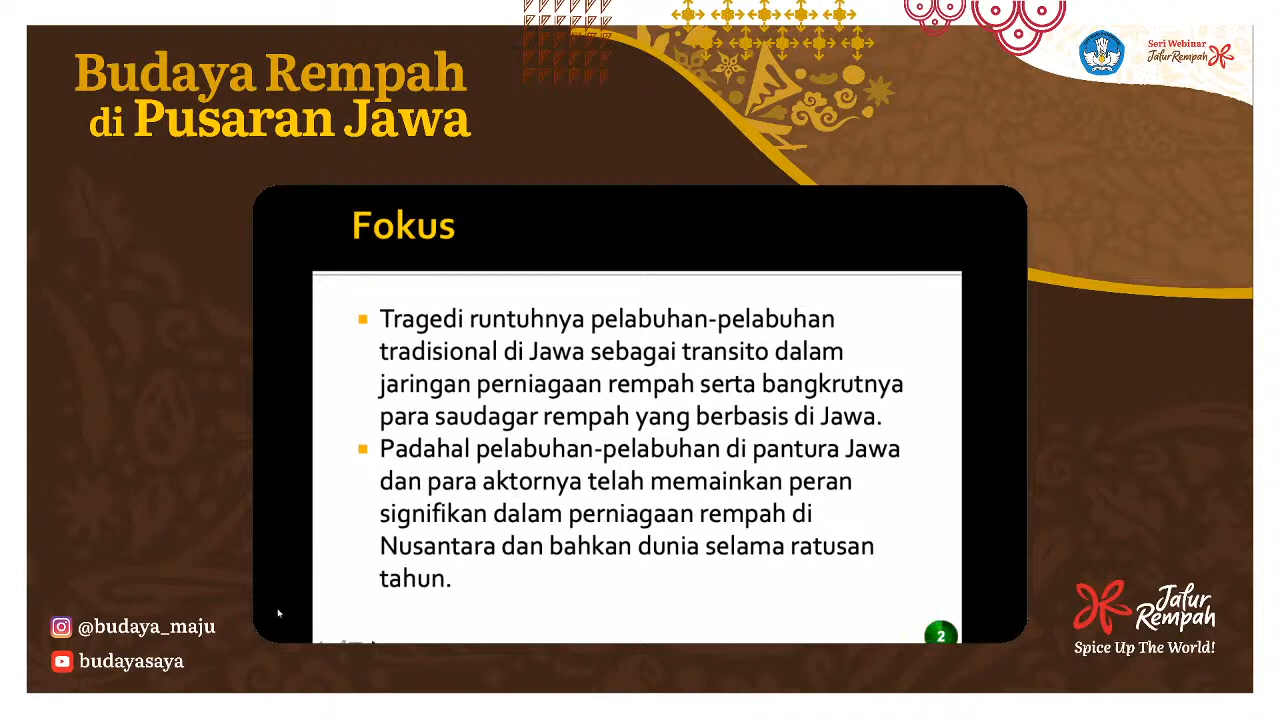 Budaya Rempah
di Pusaran Jawa
Seri Webinar
Jalur Rempah
Fokus
Tragedi runtuhnya pelabuhan-pelabuhan
tradisional di Jawa sebagai transito dalam
jaringan perniagaan rempah serta bangkrutnya
para saudagar rempah yang berbasis di Jawa.
Padahal pelabuhan-pelabuhan di pantura Jawa
dan para aktornya telah memainkan peran
signifikan dalam perniagaan rempah di
Nusantara dan bahkan dunia selama ratusan
tahun.
2
@budaya_maju
budayasaya
Jalur
Rempah
Spice Up The World!